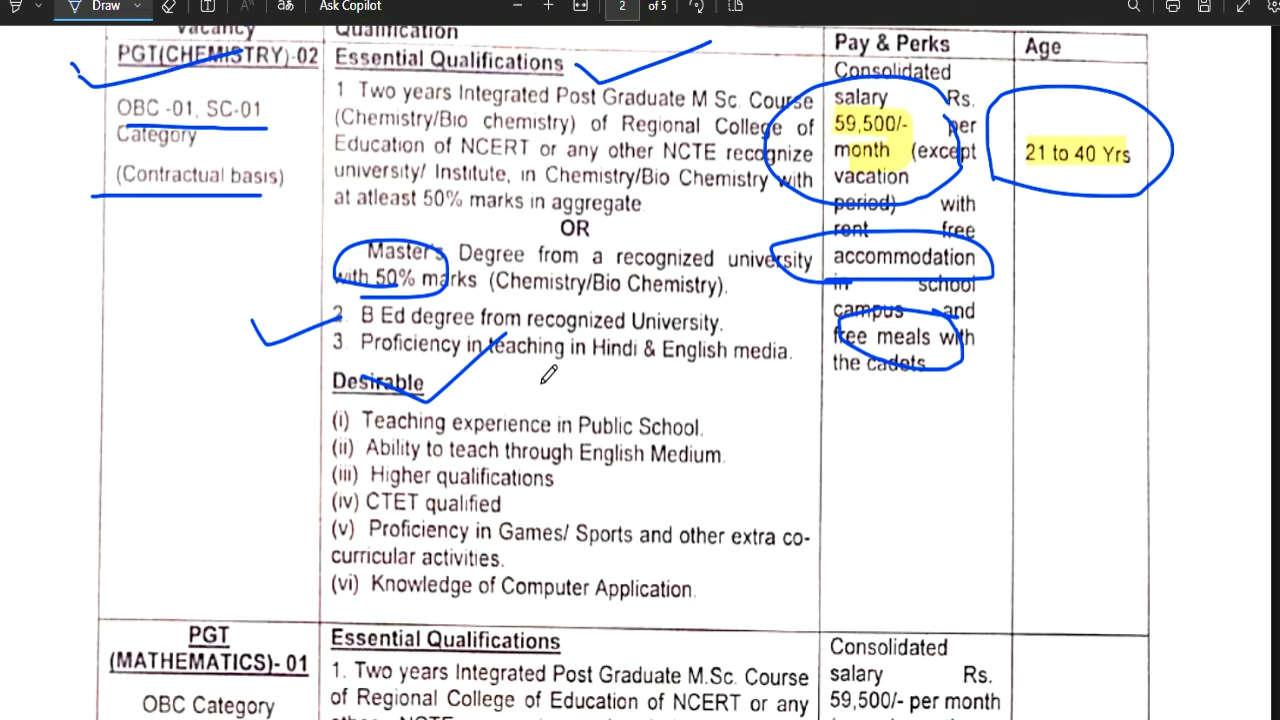 Draw
Ask Copilot
2 of 5
Vacancy
PGT(CHEMISTRY)-02
OBC -01, SC-01
Category
(Contractual basis)
Qualification
Essential Qualifications
1 Two years Integrated Post Graduate M Sc. Course
(Chemistry/Bio chemistry) of Regional College of
Education of NCERT or any other NCTE recognize
university/ Institute, in Chemistry/Bio Chemistry with
at atleast 50% marks in aggregate
OR
Master's Degree from a recognized university
with 50% marks (Chemistry/Bio Chemistry).
2. B Ed degree from recognized University.
3 Proficiency in teaching in Hindi & English media.
Desirable
(i) Teaching experience in Public School.
(ii) Ability to teach through English Medium.
(iii) Higher qualifications
(iv) CTET qualified
(v) Proficiency in Games/ Sports and other extra co-
curricular activities.
(vi) Knowledge of Computer Application.
Pay & Perks
Consolidated
salary Rs.
59,500/- per
month (except
vacation
period) with
rent free
accommodation
in school
campus and
free meals with
the cadets
Age
21 to 40 Yrs
PGT
(MATHEMATICS)- 01
OBC Category
Essential Qualifications
1. Two years Integrated Post Graduate M.Sc. Course
of Regional College of Education of NCERT or any
Consolidated
salary Rs.
59,500/- per month